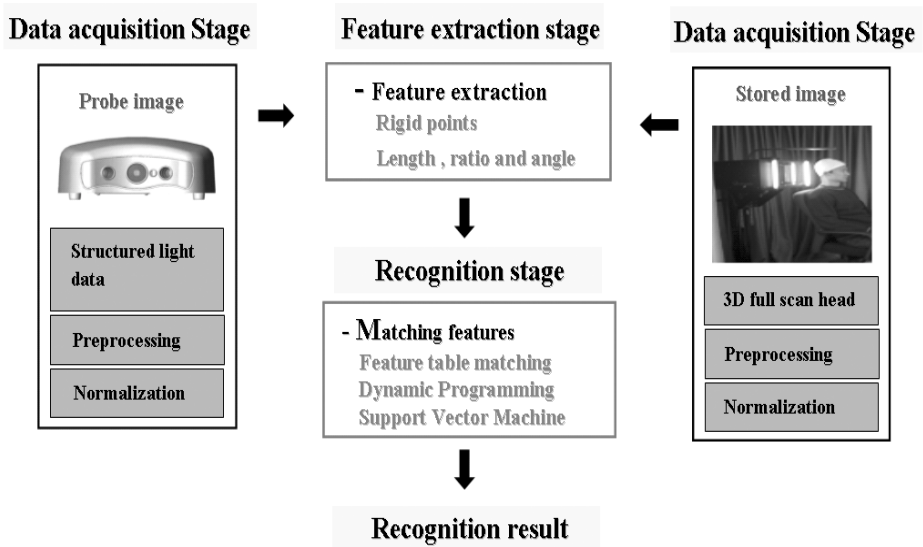 Data acquisition Stage
Probe image
Structured light
data
Preprocessing
Normalization
Feature extraction stage
- Feature extraction
Rigid points
Length , ratio and angle
Recognition stage
- Matching features
Feature table matching
Dynamic Programming
Support Vector Machine
Recognition result
Data acquisition Stage
Stored image
3D full scan head
Preprocessing
Normalization